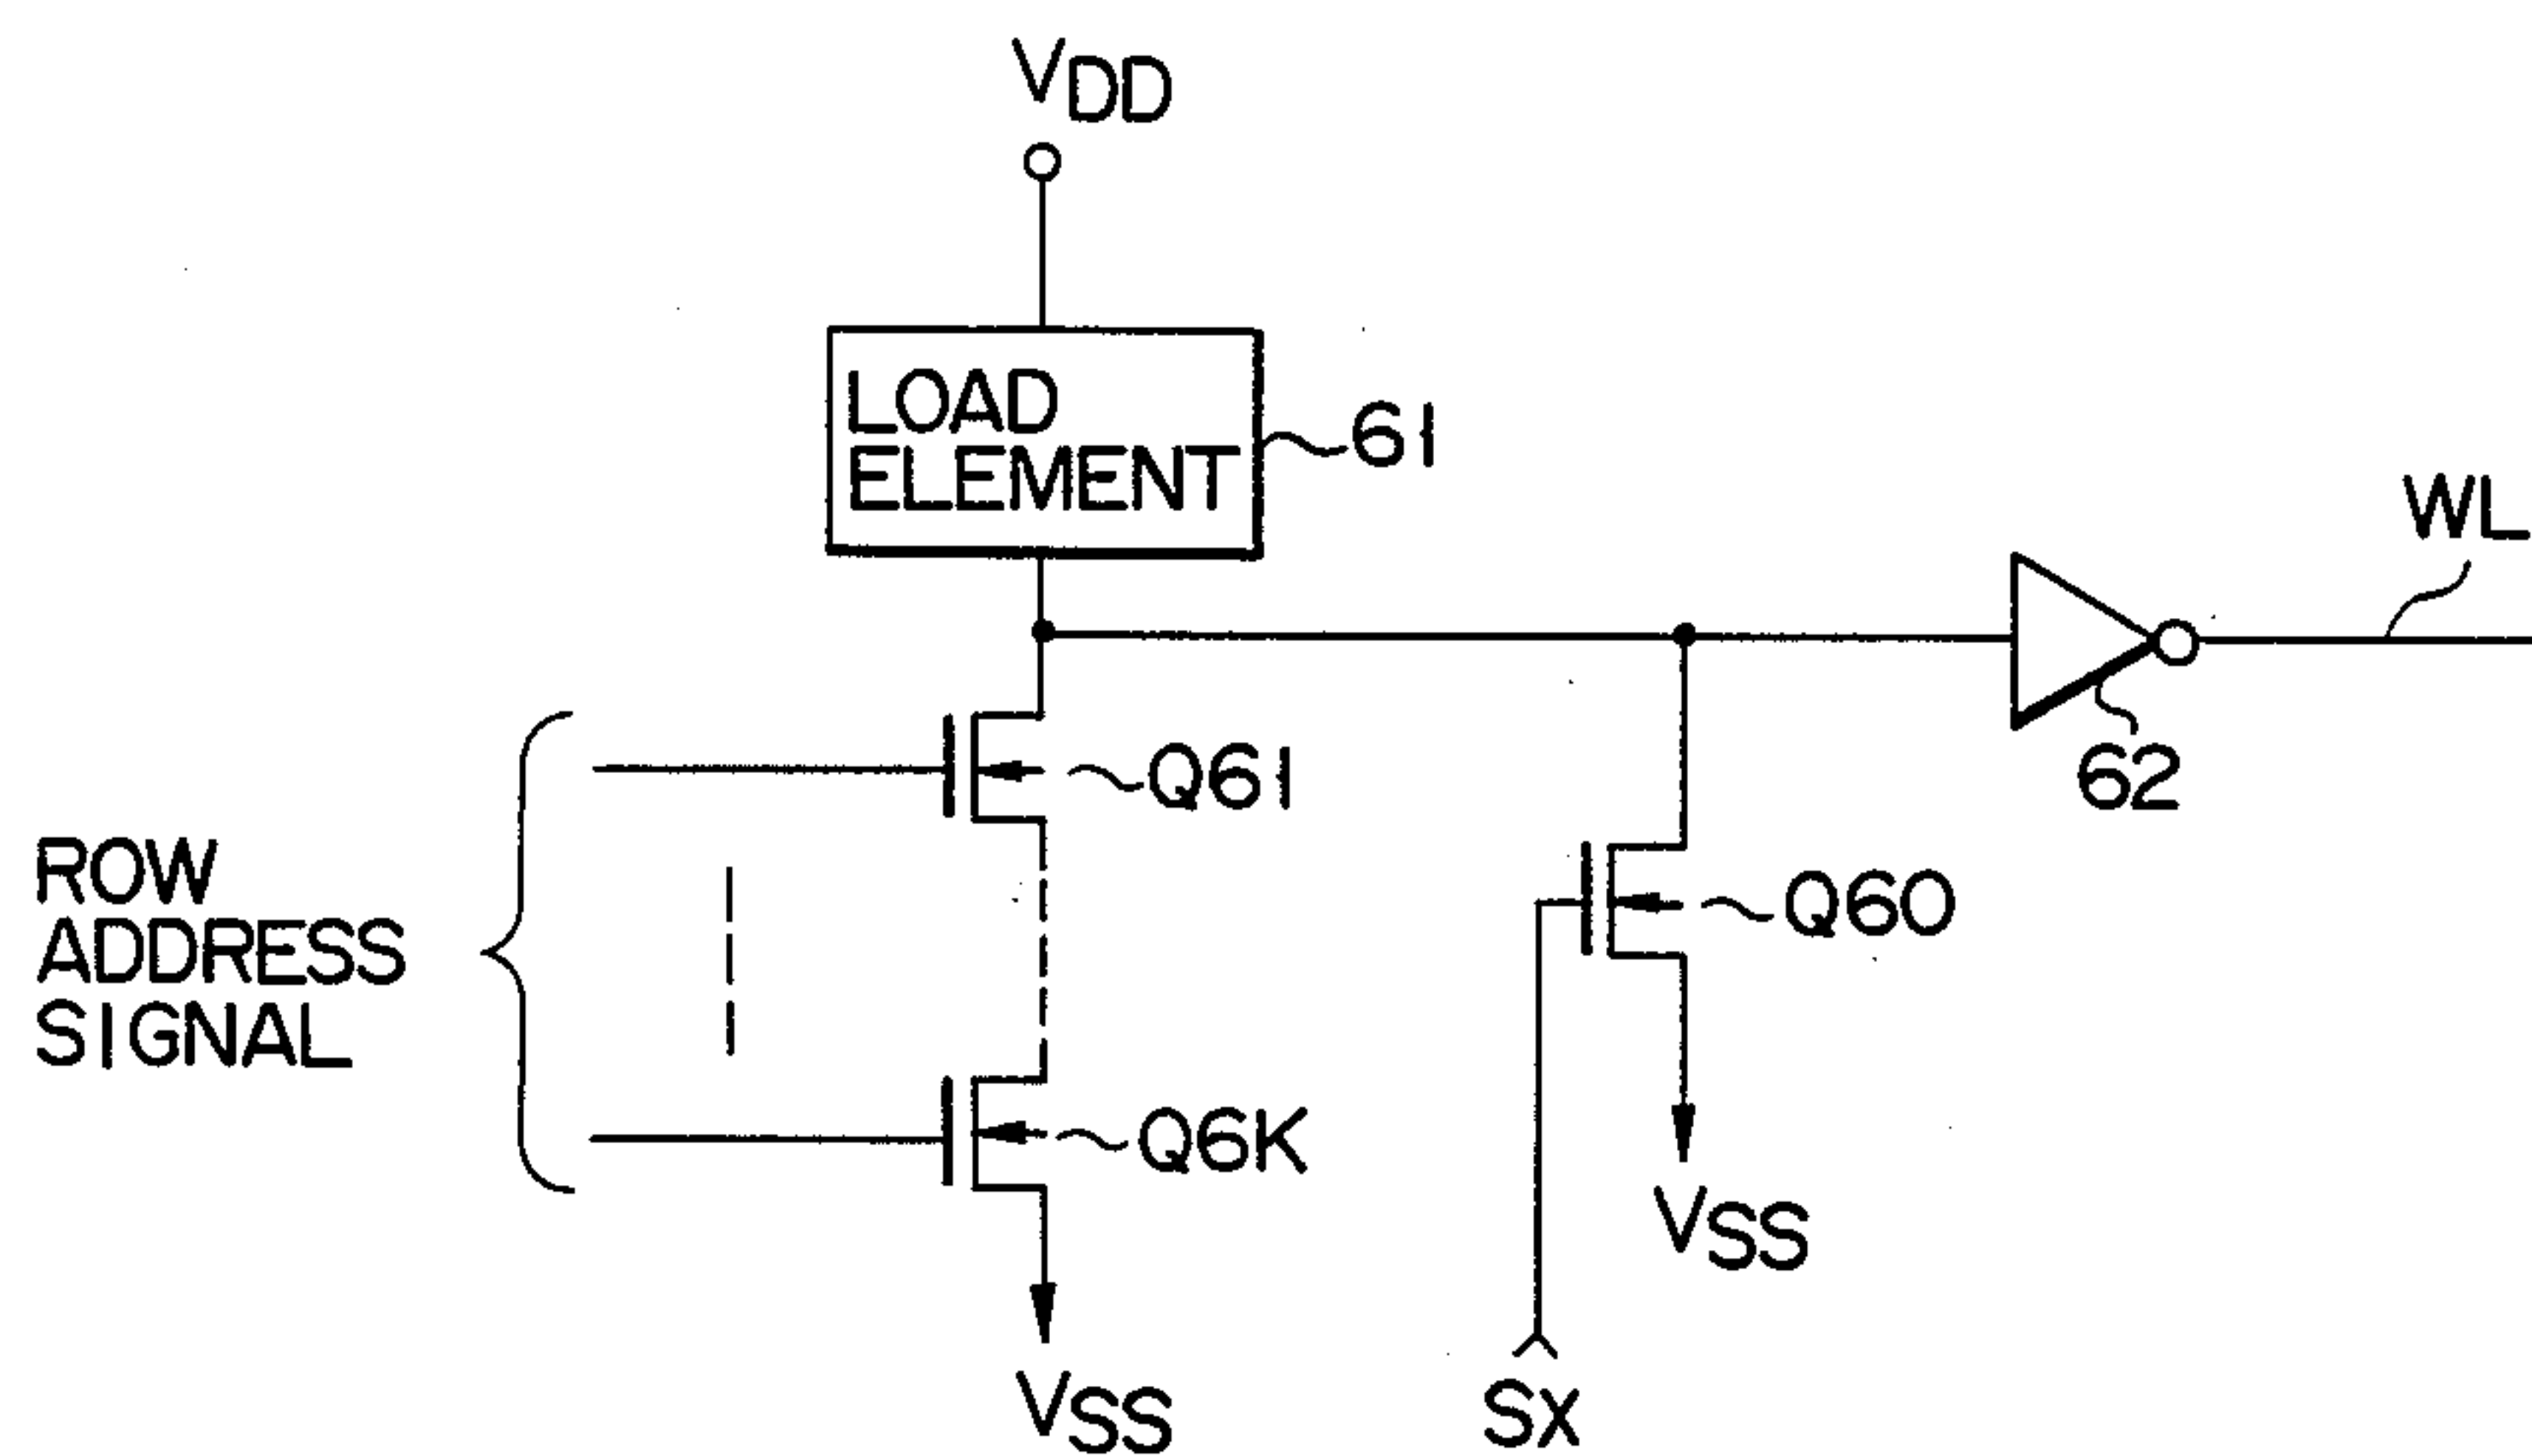 VDD
LOAD
ELEMENT
61
WL
Q61
62
ROW
ADDRESS
SIGNAL
Q60
Q6K
VSS
VSS
SX